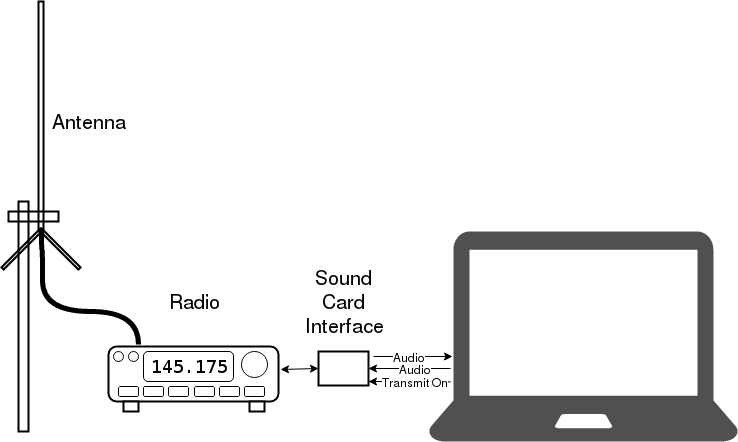 Antenna
Radio
Sound
Card
Interface
145.175
Audio
Audio
Transmit On